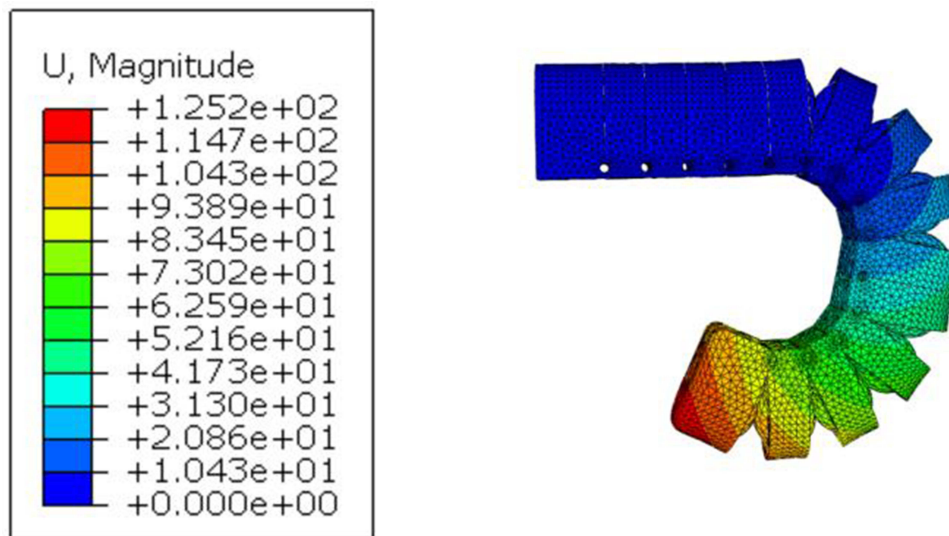 U, Magnitude
+1.252e+02
+1.147e+02
+1.043e+02
+9.389e+01
+8.345e+01
+7.302e+01
+6.259e+01
+5.216e+01
+4.173e+01
+3.130e+01
+2.086e+01
+1.043e+01
+0.000e+00